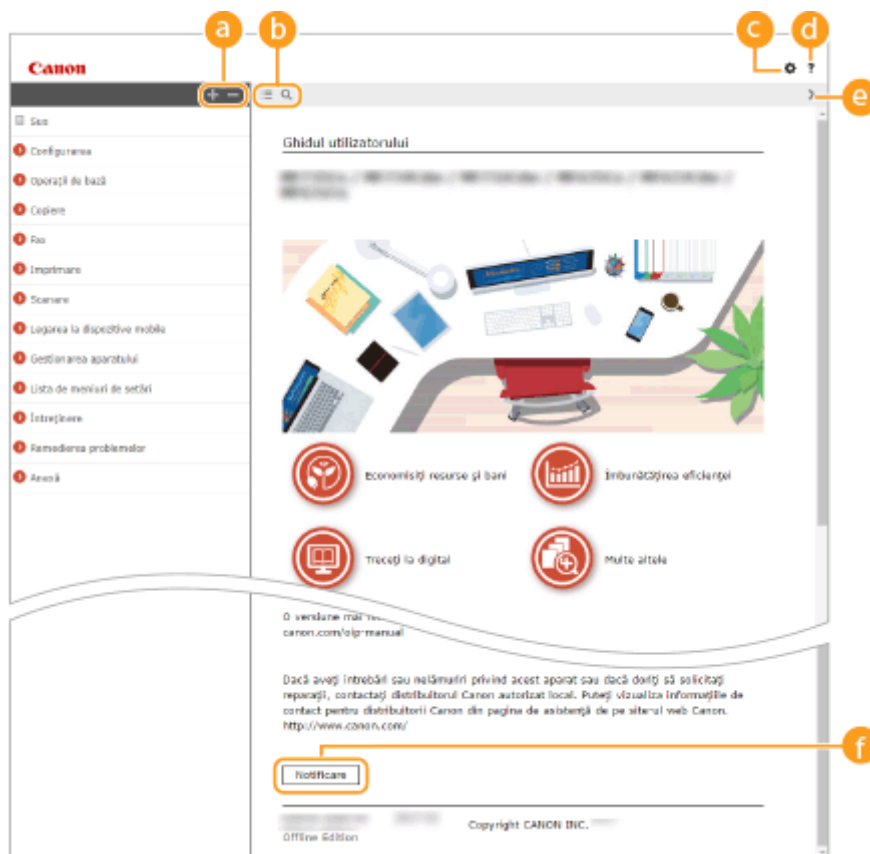 a b c d
Canon
?
+ −
e
Sus
Configurarea
Operații de bază
Copiere
Fax
Imprimare
Scanare
Legarea la dispozitive mobile
Gestionarea aparatului
Lista de meniuri de setări
Întreținere
Remedierea problemelor
Anexă
Ghidul utilizatorului
Economisiți resurse și bani
Îmbunătățirea eficienței
Treceți la digital
Multe altele
O versiune mai
canon.com/oip-manual
Dacă aveți întrebări sau nelămuriri privind acest aparat sau dacă doriți să solicitați
reparații, contactați distribuitorul Canon autorizat local. Puteți vizualiza informațiile de
contact pentru distribuitorii Canon din pagina de asistență de pe site-ul web Canon.
http://www.canon.com/
f
Notificare
Copyright CANON INC.
Offline Edition